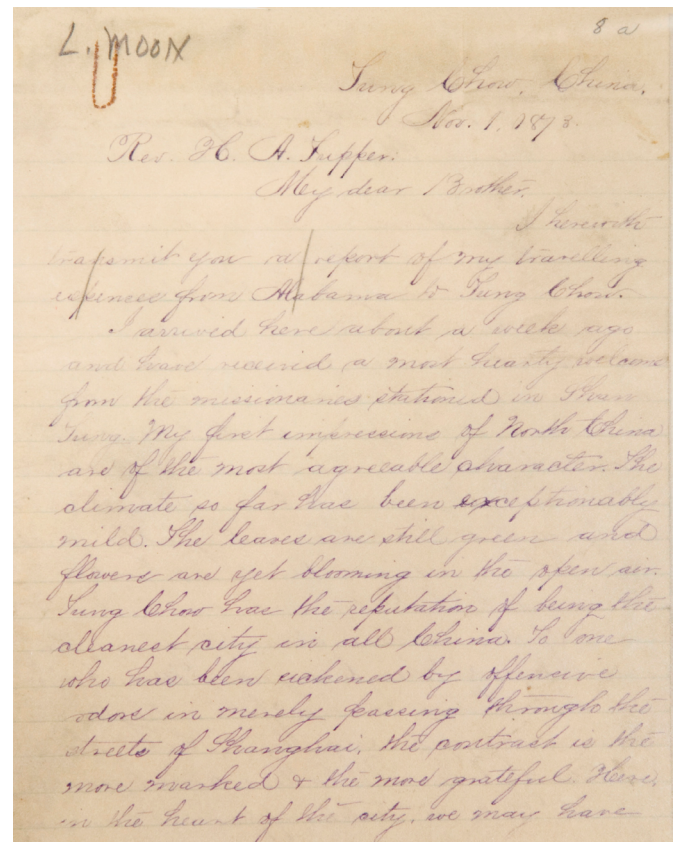 L. MOON
8 a
Tung Chow, China.
Nov. 1, 1873.
Rev. H. A. Tupper:
My dear Brother,
I herewith
transmit you a report of my travelling
expenses from Alabama to Tung Chow.
I arrived here about a week ago
and have received a most hearty welcome
from the missionaries stationed in Shan
Tung. My first impressions of North China
are of the most agreeable character. The
climate so far has been exceptionably
mild. The leaves are still green and
flowers are yet blooming in the open air.
Tung Chow has the reputation of being the
cleanest city in all China. To one
who has been sickened by offensive
odors in merely passing through the
streets of Shanghai, the contrast is the
more marked & the more grateful. Here,
in the heart of the city, we may have